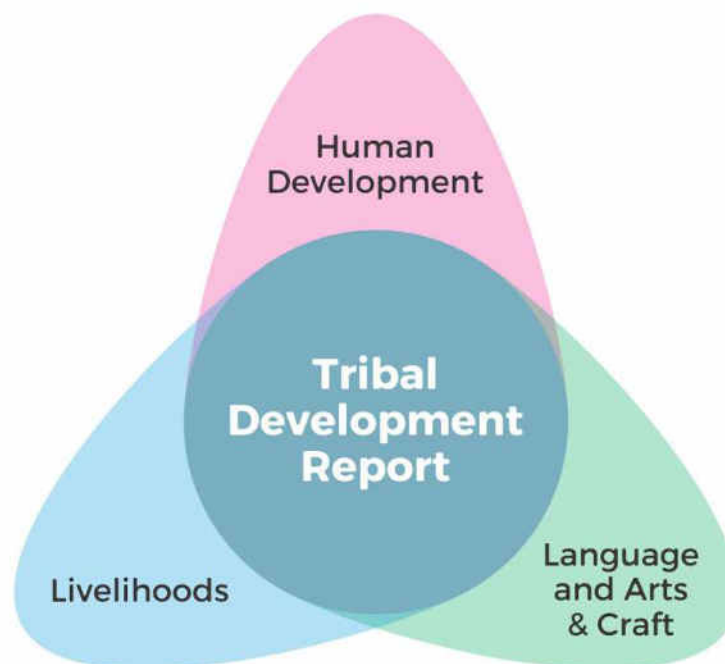 Human
Development
Tribal
Development
Report
Livelihoods
Language
and Arts
& Craft